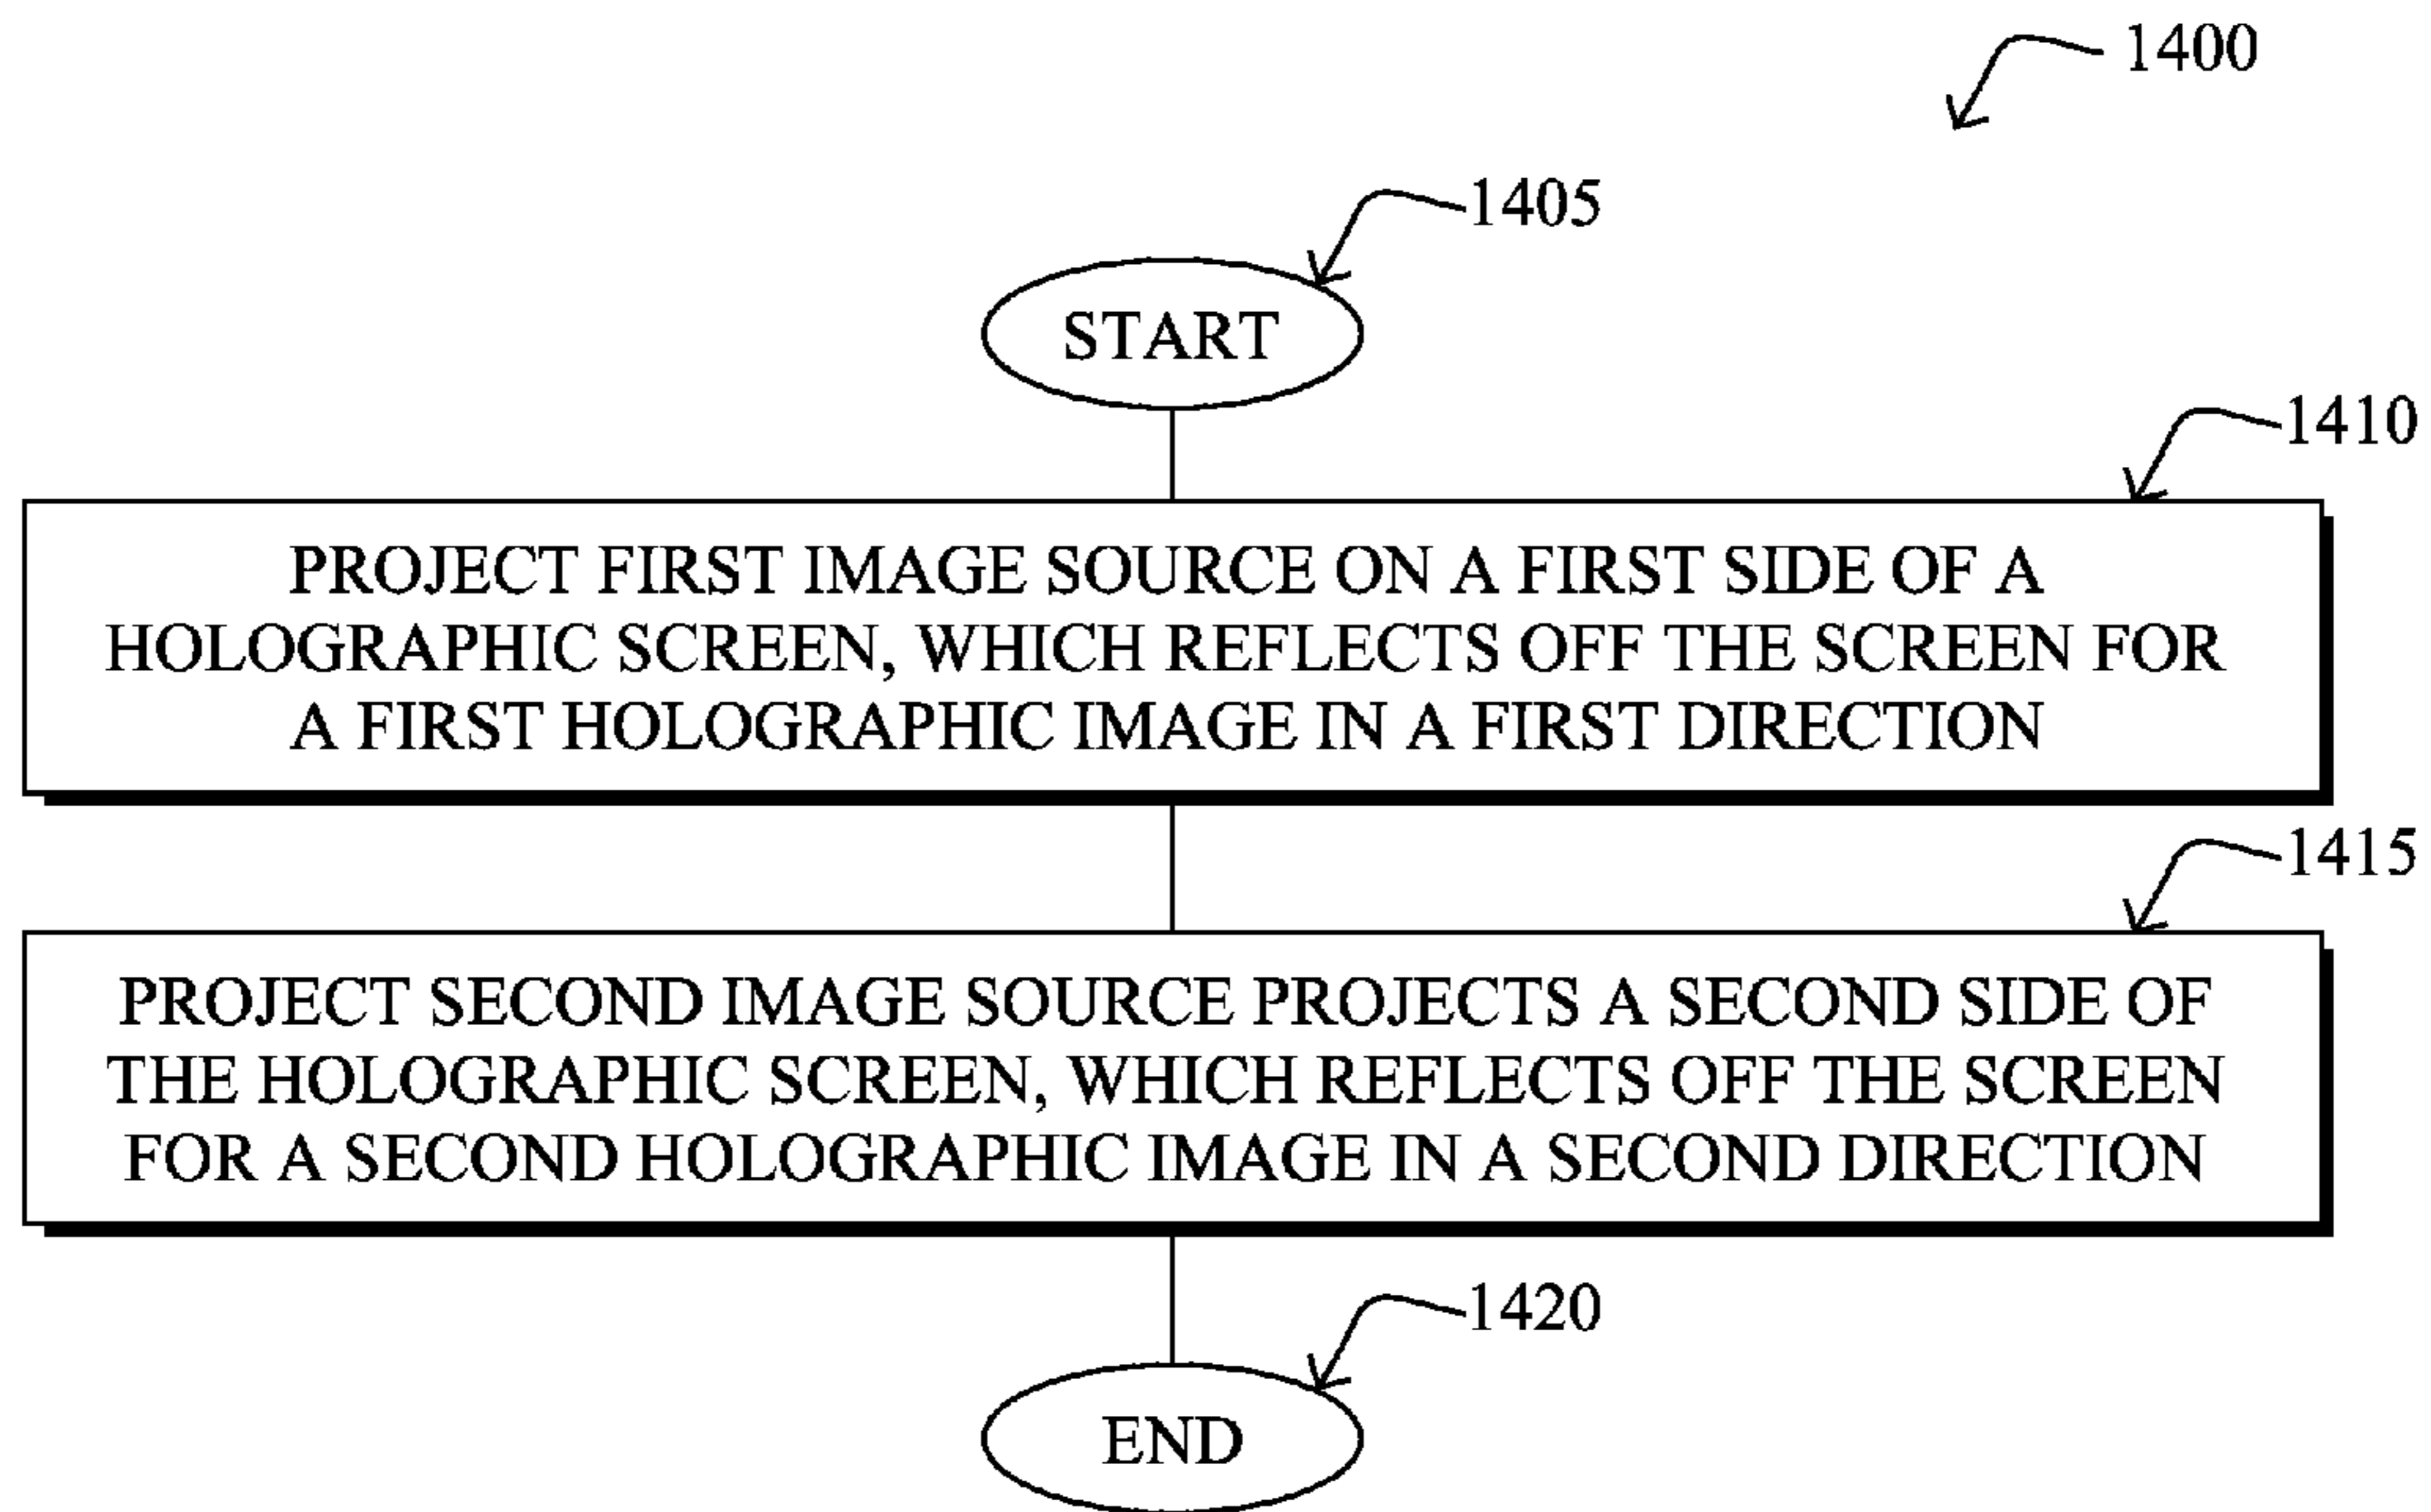 1400
1405
START
1410
PROJECT FIRST IMAGE SOURCE ON A FIRST SIDE OF A
HOLOGRAPHIC SCREEN, WHICH REFLECTS OFF THE SCREEN FOR
A FIRST HOLOGRAPHIC IMAGE IN A FIRST DIRECTION
1415
PROJECT SECOND IMAGE SOURCE PROJECTS A SECOND SIDE OF
THE HOLOGRAPHIC SCREEN, WHICH REFLECTS OFF THE SCREEN
FOR A SECOND HOLOGRAPHIC IMAGE IN A SECOND DIRECTION
1420
END